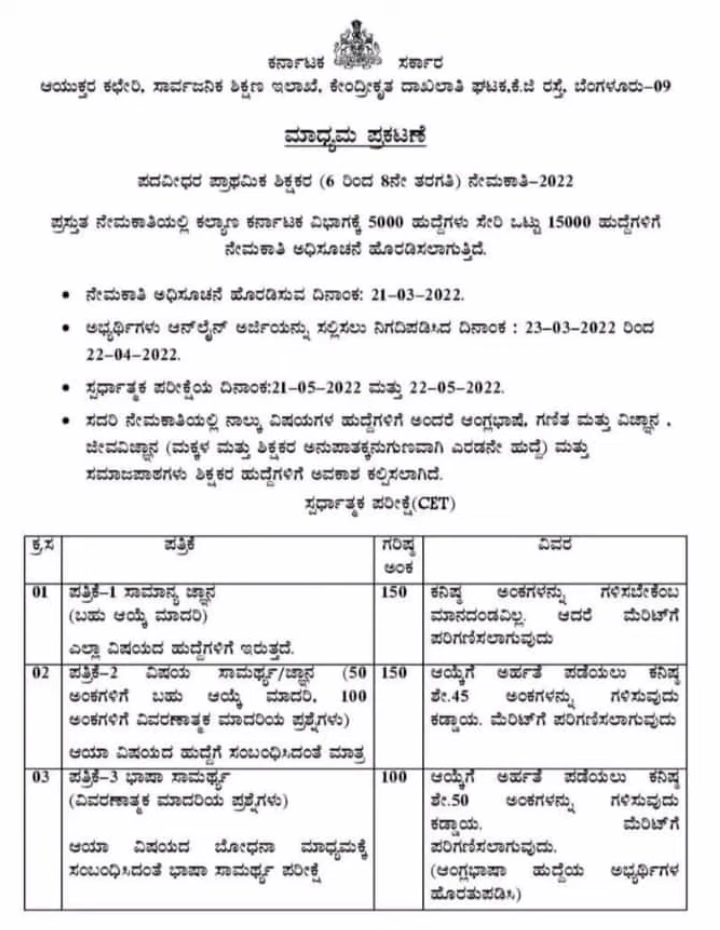 ಕರ್ನಾಟಕ ಸರ್ಕಾರ
ಆಯುಕ್ತರ ಕಛೇರಿ, ಸಾರ್ವಜನಿಕ ಶಿಕ್ಷಣ ಇಲಾಖೆ, ಕೇಂದ್ರೀಕೃತ ದಾಖಲಾತಿ ಘಟಕ,ಕೆ.ಜಿ ರಸ್ತೆ, ಬೆಂಗಳೂರು-09
ಮಾಧ್ಯಮ ಪ್ರಕಟಣೆ
ಪದವೀಧರ ಪ್ರಾಥಮಿಕ ಶಿಕ್ಷಕರ (6 ರಿಂದ 8ನೇ ತರಗತಿ) ನೇಮಕಾತಿ-2022
ಪ್ರಸ್ತುತ ನೇಮಕಾತಿಯಲ್ಲಿ ಕಲ್ಯಾಣ ಕರ್ನಾಟಕ ವಿಭಾಗಕ್ಕೆ 5000 ಹುದ್ದೆಗಳು ಸೇರಿ ಒಟ್ಟು 15000 ಹುದ್ದೆಗಳಿಗೆ
ನೇಮಕಾತಿ ಅಧಿಸೂಚನೆ ಹೊರಡಿಸಲಾಗುತ್ತಿದೆ.
• ನೇಮಕಾತಿ ಅಧಿಸೂಚನೆ ಹೊರಡಿಸುವ ದಿನಾಂಕ: 21-03-2022.
• ಅಭ್ಯರ್ಥಿಗಳು ಆನ್‌ಲೈನ್ ಅರ್ಜಿಯನ್ನು ಸಲ್ಲಿಸಲು ನಿಗದಿಪಡಿಸಿದ ದಿನಾಂಕ : 23-03-2022 ರಿಂದ
22-04-2022.
• ಸ್ಪರ್ಧಾತ್ಮಕ ಪರೀಕ್ಷೆಯ ದಿನಾಂಕ:21-05-2022 ಮತ್ತು 22-05-2022.
• ಸದರಿ ನೇಮಕಾತಿಯಲ್ಲಿ ನಾಲ್ಕು ವಿಷಯಗಳ ಹುದ್ದೆಗಳಿಗೆ ಅಂದರೆ ಆಂಗ್ಲಭಾಷೆ, ಗಣಿತ ಮತ್ತು ವಿಜ್ಞಾನ ,
ಜೀವವಿಜ್ಞಾನ (ಮಕ್ಕಳ ಮತ್ತು ಶಿಕ್ಷಕರ ಅನುಪಾತಕ್ಕನುಗುಣವಾಗಿ ಎರಡನೇ ಹುದ್ದೆ) ಮತ್ತು
ಸಮಾಜಪಾಠಗಳು ಶಿಕ್ಷಕರ ಹುದ್ದೆಗಳಿಗೆ ಅವಕಾಶ ಕಲ್ಪಿಸಲಾಗಿದೆ.
ಸ್ಪರ್ಧಾತ್ಮಕ ಪರೀಕ್ಷೆ(CET)
ಕ್ರ.ಸ ಪತ್ರಿಕೆ ಗರಿಷ್ಠ ವಿವರ
ಅಂಕ
01 ಪತ್ರಿಕೆ-1 ಸಾಮಾನ್ಯ ಜ್ಞಾನ 150 ಕನಿಷ್ಠ ಅಂಕಗಳನ್ನು ಗಳಿಸಬೇಕೆಂಬ
(ಬಹು ಆಯ್ಕೆ ಮಾದರಿ) ಮಾನದಂಡವಿಲ್ಲ. ಆದರೆ ಮೆರಿಟ್‌ಗೆ
ಎಲ್ಲಾ ವಿಷಯದ ಹುದ್ದೆಗಳಿಗೆ ಇರುತ್ತದೆ. ಪರಿಗಣಿಸಲಾಗುವುದು
02 ಪತ್ರಿಕೆ-2 ವಿಷಯ ಸಾಮರ್ಥ್ಯ/ಜ್ಞಾನ (50 150 ಆಯ್ಕೆಗೆ ಅರ್ಹತೆ ಪಡೆಯಲು ಕನಿಷ್ಠ
ಅಂಕಗಳಿಗೆ ಬಹು ಆಯ್ಕೆ ಮಾದರಿ, 100 ಶೇ.45 ಅಂಕಗಳನ್ನು ಗಳಿಸುವುದು
ಅಂಕಗಳಿಗೆ ವಿವರಣಾತ್ಮಕ ಮಾದರಿಯ ಪ್ರಶ್ನೆಗಳು) ಕಡ್ಡಾಯ. ಮೆರಿಟ್‌ಗೆ ಪರಿಗಣಿಸಲಾಗುವುದು
ಆಯಾ ವಿಷಯದ ಹುದ್ದೆಗೆ ಸಂಬಂಧಿಸಿದಂತೆ ಮಾತ್ರ
03 ಪತ್ರಿಕೆ-3 ಭಾಷಾ ಸಾಮರ್ಥ್ಯ 100 ಆಯ್ಕೆಗೆ ಅರ್ಹತೆ ಪಡೆಯಲು ಕನಿಷ್ಠ
(ವಿವರಣಾತ್ಮಕ ಮಾದರಿಯ ಪ್ರಶ್ನೆಗಳು) ಶೇ.50 ಅಂಕಗಳನ್ನು ಗಳಿಸುವುದು
ಕಡ್ಡಾಯ. ಮೆರಿಟ್‌ಗೆ
ಆಯಾ ವಿಷಯದ ಬೋಧನಾ ಮಾಧ್ಯಮಕ್ಕೆ ಪರಿಗಣಿಸಲಾಗುವುದು.
ಸಂಬಂಧಿಸಿದಂತೆ ಭಾಷಾ ಸಾಮರ್ಥ್ಯ ಪರೀಕ್ಷೆ (ಆಂಗ್ಲಭಾಷಾ ಹುದ್ದೆಯ ಅಭ್ಯರ್ಥಿಗಳ
ಹೊರತುಪಡಿಸಿ)